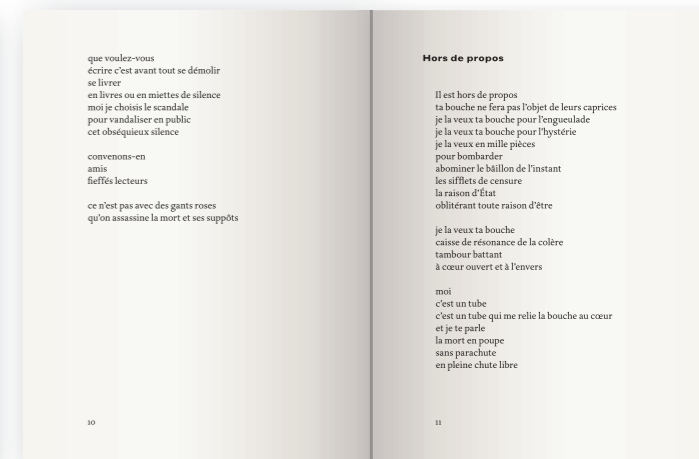 que voulez-vous
écrire c'est avant tout se démolir
se livrer
en livres ou en miettes de silence
moi je choisis le scandale
pour vandaliser en public
cet obséquieux silence
convenons-en
amis
fieffés lecteurs
ce n'est pas avec des gants roses
qu'on assassine la mort et ses suppôts
10
Hors de propos
Il est hors de propos
ta bouche ne fera pas l'objet de leurs caprices
je la veux ta bouche pour l'engueulade
je la veux ta bouche pour l'hystérie
je la veux en mille pièces
pour bombarder
abominer le bâillon de l'instant
les sifflets de censure
la raison d'État
oblitérant toute raison d'être
je la veux ta bouche
caisse de résonance de la colère
tambour battant
à cœur ouvert et à l'envers
moi
c'est un tube
c'est un tube qui me relie la bouche au cœur
et je te parle
la mort en poupe
sans parachute
en pleine chute libre
11